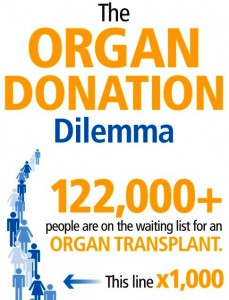 The
ORGAN
DONATION
Dilemma
122,000+
people are on the waiting list for an
ORGAN TRANSPLANT.
This line x1,000